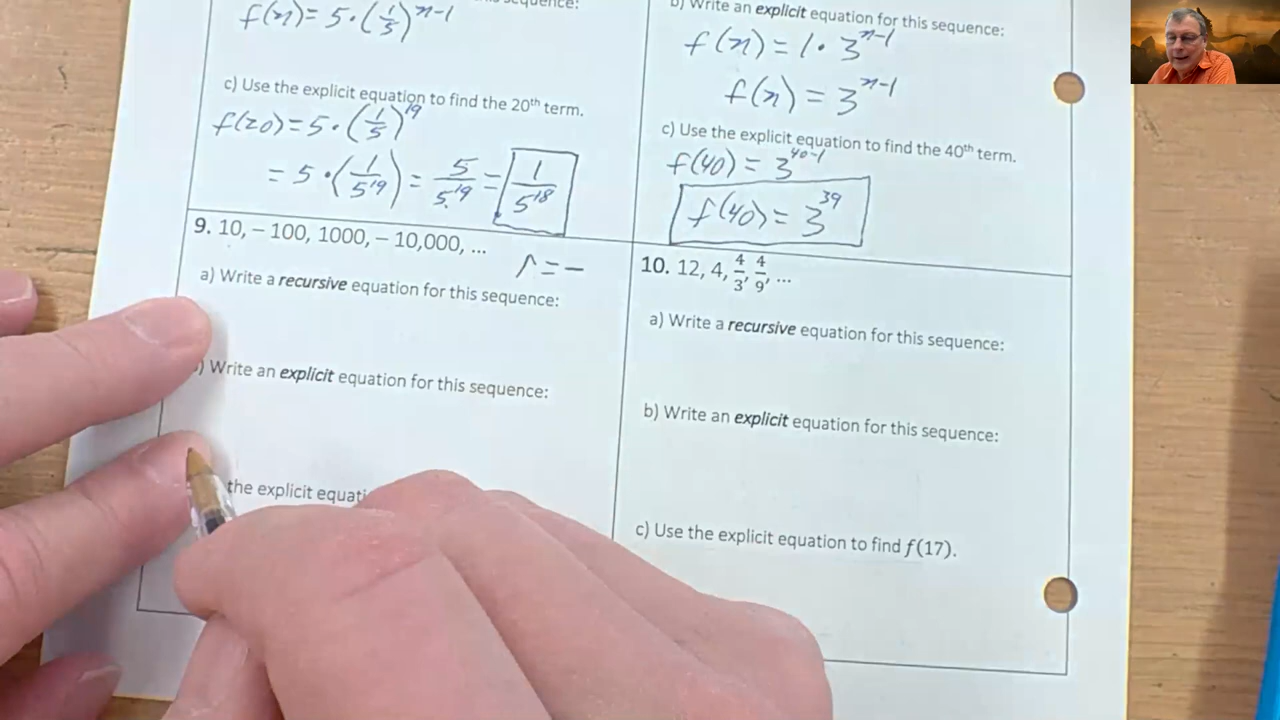 f(n) = 5 · (1/5)^(n-1)
c) Use the explicit equation to find the 20th term.
f(20) = 5 · (1/5)^19
= 5 · (1/5^19) = 5/5^19 = 1/5^18
b) Write an explicit equation for this sequence:
f(n) = 1 · 3^(n-1)
f(n) = 3^(n-1)
c) Use the explicit equation to find the 40th term.
f(40) = 3^(40-1)
f(40) = 3^39
9. 10, – 100, 1000, – 10,000, ...
r = –
a) Write a recursive equation for this sequence:
) Write an explicit equation for this sequence:
the explicit equati
10. 12, 4, 4/3, 4/9, ...
a) Write a recursive equation for this sequence:
b) Write an explicit equation for this sequence:
c) Use the explicit equation to find f(17).